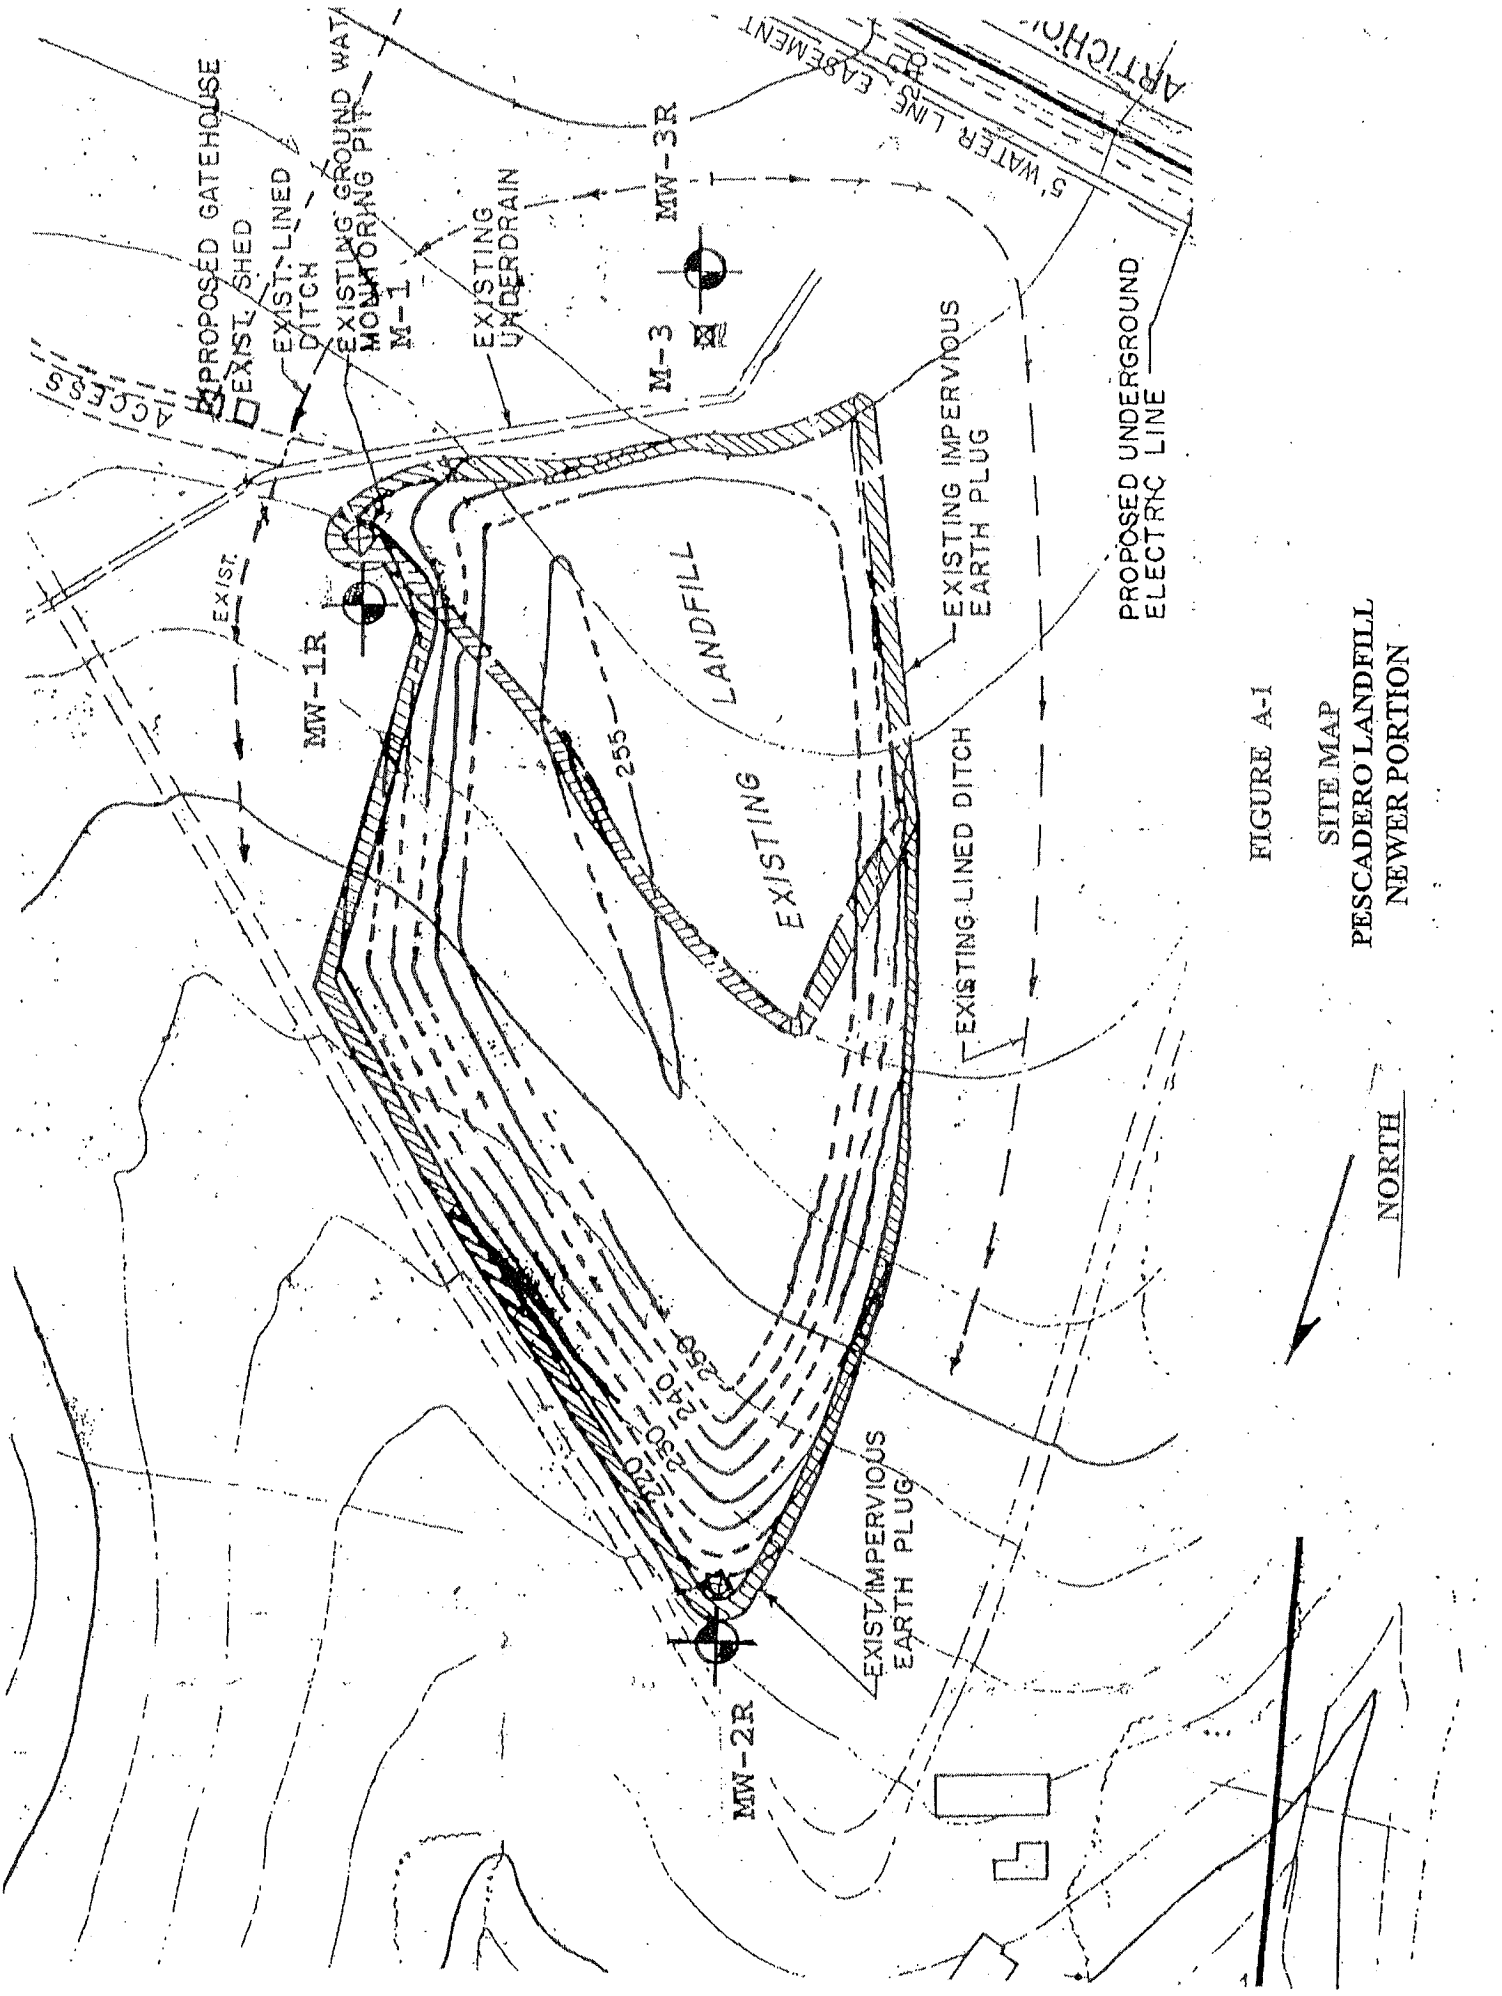 ACCESS
PROPOSED GATEHOUSE
EXIST. SHED
EXIST. LINED
DITCH
EXISTING GROUND WAT
MONITORING PIT
M-1
EXISTING
UNDERDRAIN
M-3
MW-3R
5' WATER LINE EASEMENT
EXIST.
MW-1R
255
EXISTING LANDFILL
EXISTING IMPERVIOUS
EARTH PLUG
PROPOSED UNDERGROUND
ELECTRIC LINE
EXISTING LINED DITCH
220
230
240
250
EXIST. IMPERVIOUS
EARTH PLUG
MW-2R
NORTH
FIGURE A-1
SITE MAP
PESCADERO LANDFILL
NEWER PORTION